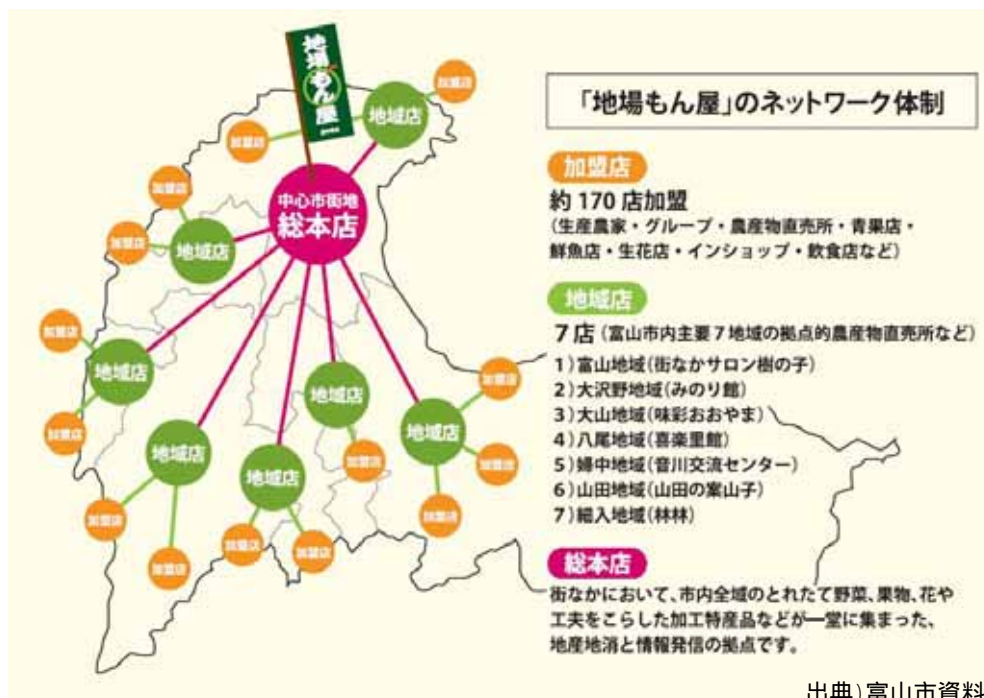 地場もん屋
地域店
加盟店
加盟店
中心市街地
総本店
加盟店
加盟店
地域店
加盟店
地域店
加盟店
地域店
加盟店
加盟店
地域店
地域店
加盟店
加盟店
地域店
加盟店
加盟店
加盟店
加盟店
加盟店
「地場もん屋」のネットワーク体制
加盟店
約170店加盟
(生産農家・グループ・農産物直売所・青果店・
鮮魚店・生花店・インショップ・飲食店など)
地域店
7店(富山市内主要7地域の拠点的農産物直売所など)
1)富山地域(街なかサロン樹の子)
2)大沢野地域(みのり館)
3)大山地域(味彩おおやま)
4)八尾地域(喜楽里館)
5)婦中地域(音川交流センター)
6)山田地域(山田の案山子)
7)細入地域(林林)
総本店
街なかにおいて、市内全域のとれたて野菜、果物、花や
工夫をこらした加工特産品などが一堂に集まった、
地産地消と情報発信の拠点です。
出典)富山市資料